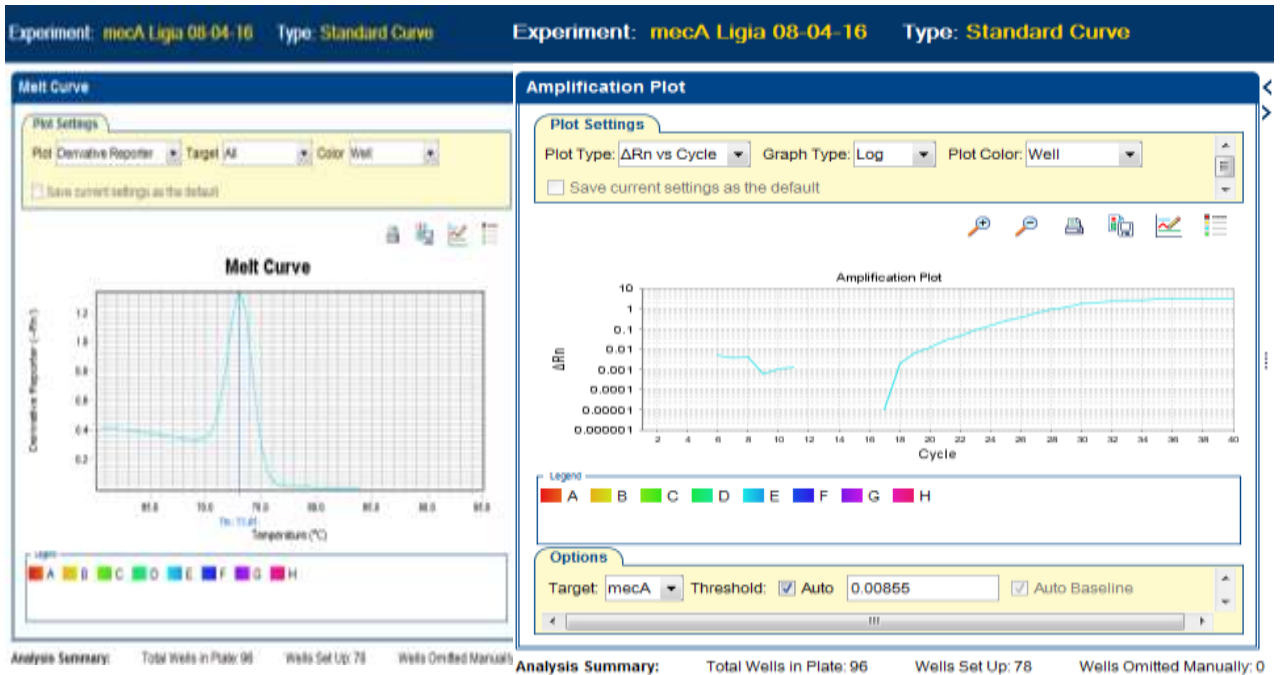 Experiment: mecA Ligia 08-04-16 Type: Standard Curve
Melt Curve
Plot Settings
Plot Derivative Reporter Target All Color Well
Save current settings as the default
Melt Curve
Derivative Reporter (-Rn')
0.4
Temperature (°C)
Legend
A B C D E F G H
Analysis Summary: Total Wells in Plate: 96 Wells Set Up: 78 Wells Omitted Manually
Experiment: mecA Ligia 08-04-16 Type: Standard Curve
Amplification Plot
Plot Settings
Plot Type: ΔRn vs Cycle Graph Type: Log Plot Color: Well
Save current settings as the default
Amplification Plot
10
1
0.1
0.01
0.001
0.0001
0.00001
0.000001
ΔRn
2 4 6 8 10 12 14 16 18 20 22 24 26 28 30 32 34 36 38 40
Cycle
Legend
A B C D E F G H
Options
Target: mecA Threshold: Auto 0.00855 Auto Baseline
Analysis Summary: Total Wells in Plate: 96 Wells Set Up: 78 Wells Omitted Manually: 0